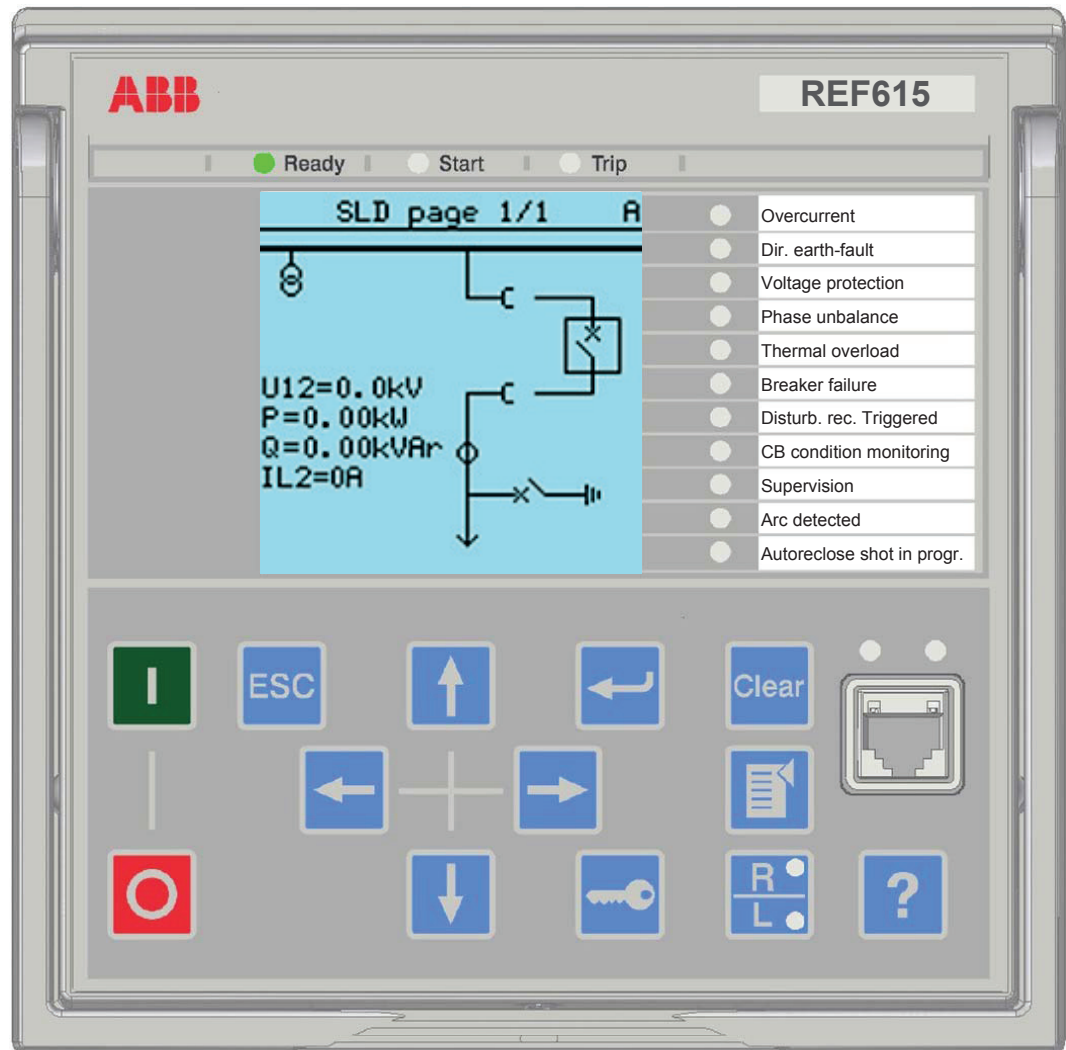 ABB
REF615
Ready
Start
Trip
SLD page 1/1 A
U12=0.0kV
P=0.00kW
Q=0.00kVAr
IL2=0A
Overcurrent
Dir. earth-fault
Voltage protection
Phase unbalance
Thermal overload
Breaker failure
Disturb. rec. Triggered
CB condition monitoring
Supervision
Arc detected
Autoreclose shot in progr.
I
ESC
Clear
O
R
L
?